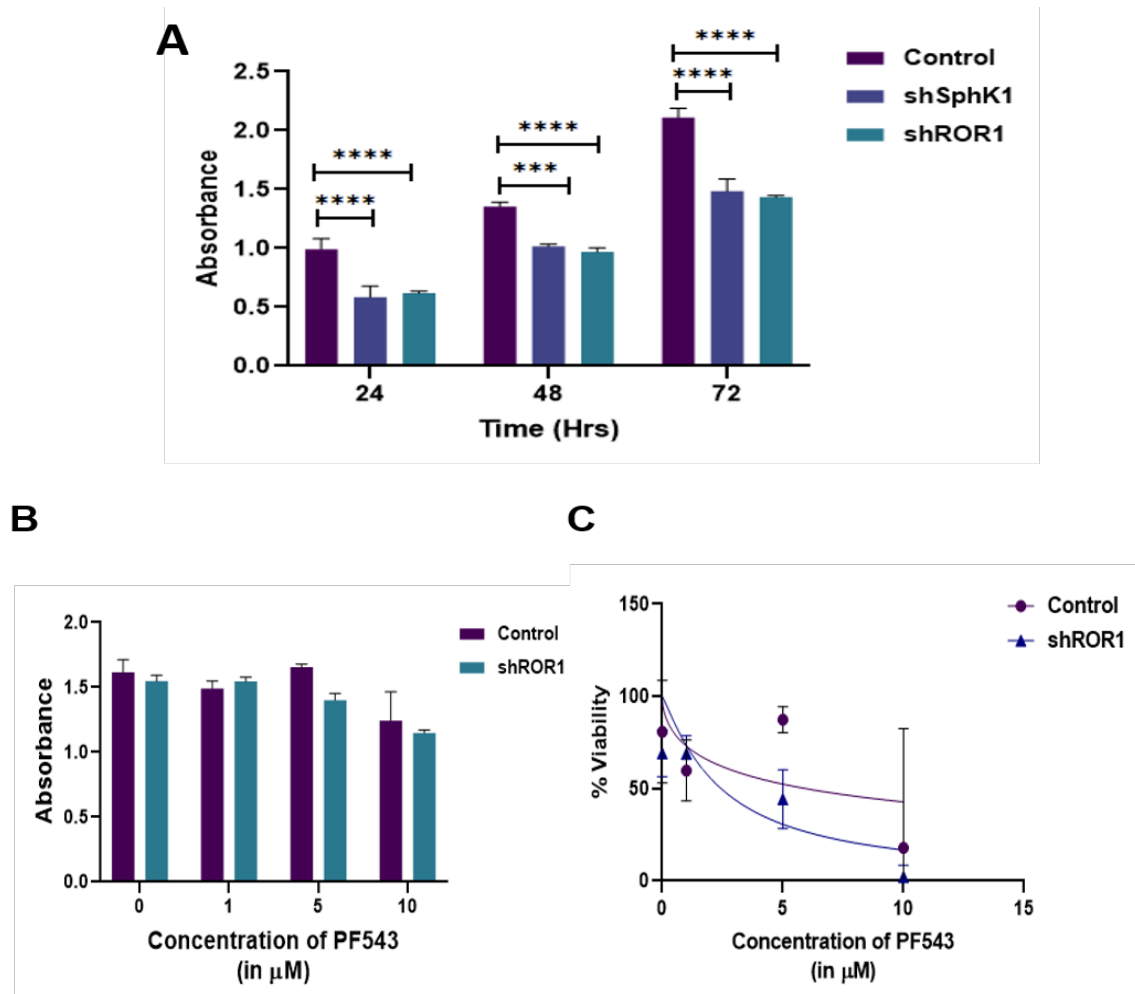 A
****
****
****
****
****
***
2.5
2.0
1.5
1.0
0.5
0.0
Absorbance
24 48 72
Time (Hrs)
Control
shSphK1
shROR1
B
2.0
1.5
1.0
0.5
0.0
Absorbance
0 1 5 10
Concentration of PF543
(in μM)
Control
shROR1
C
150
100
50
0
% Viability
0 5 10 15
Concentration of PF543
(in μM)
Control
shROR1